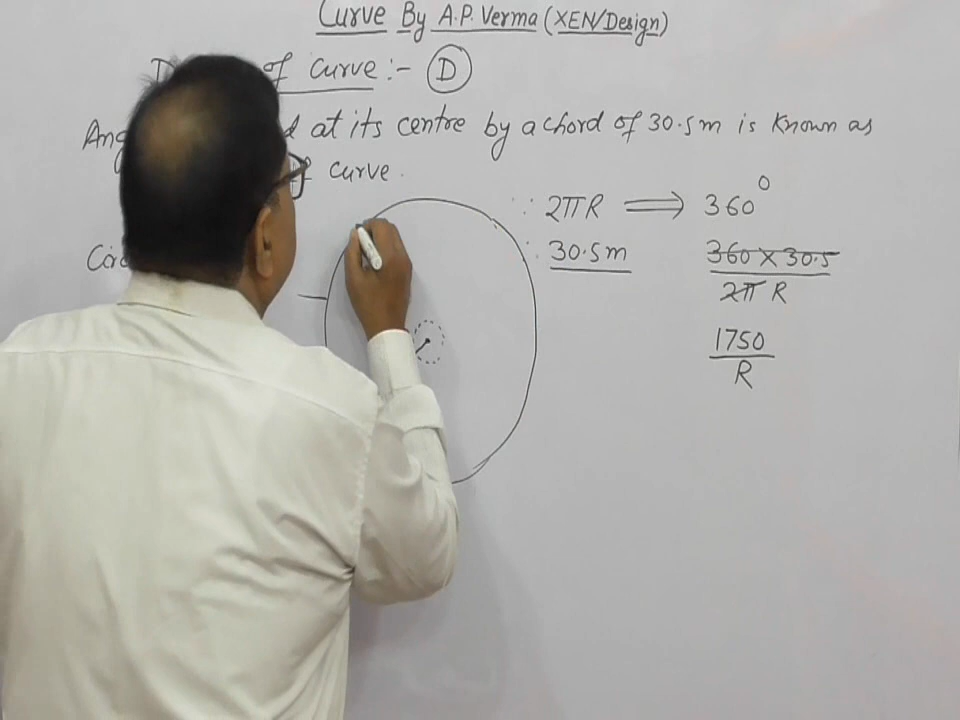 Curve By A.P. Verma (XEN/Design)
of Curve :- D
at its centre by a chord of 30.5m is known as
curve.
∵ 2πR ⟹ 360°
∴ 30.5m 360 X 30.5
2π R
1750
R